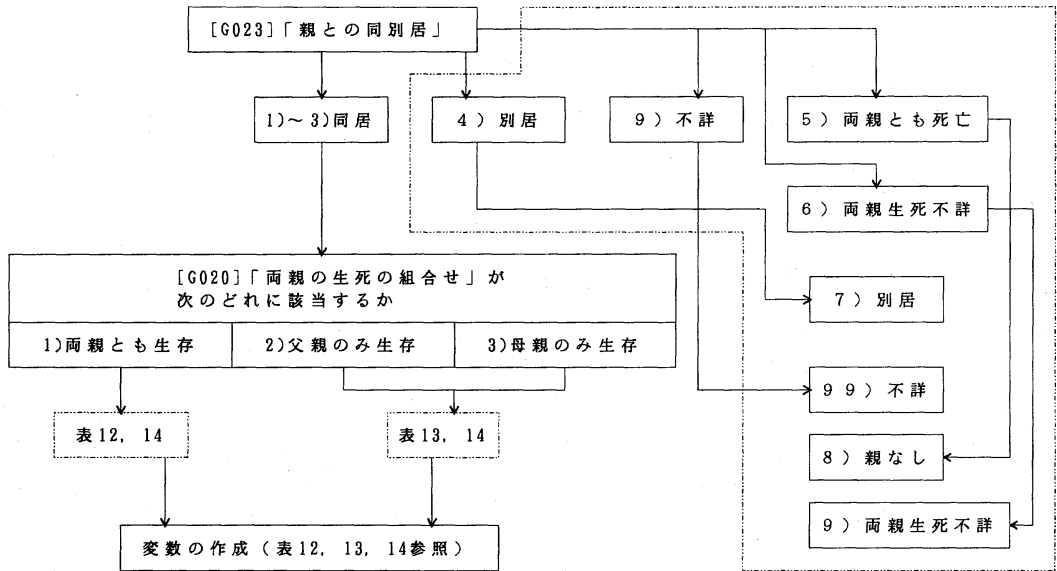 [G023]「親との同別居」
1)～3)同居
4）別居
9）不詳
5）両親とも死亡
6）両親生死不詳
[G020]「両親の生死の組合せ」が
次のどれに該当するか
1)両親とも生存
2)父親のみ生存
3)母親のみ生存
7）別居
99）不詳
表12, 14
表13, 14
8）親なし
9）両親生死不詳
変数の作成（表12, 13, 14参照）